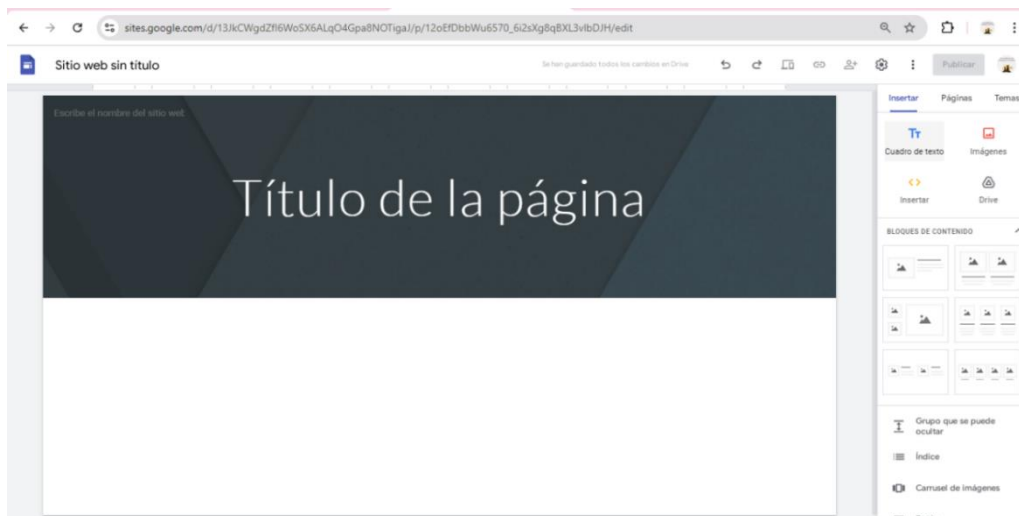 sites.google.com/d/13JkCWgdZfl6WoSX6ALqO4Gpa8NOTigaJ/p/12oEfDbbWu6570_6i2sXg8qBXL3vlbDJH/edit
Sitio web sin título
Se han guardado todos los cambios en Drive
Publicar
Insertar Páginas Temas
Escribe el nombre del sitio web
Título de la página
Cuadro de texto Imágenes
Insertar Drive
BLOQUES DE CONTENIDO
Grupo que se puede
ocultar
Índice
Carrusel de imágenes